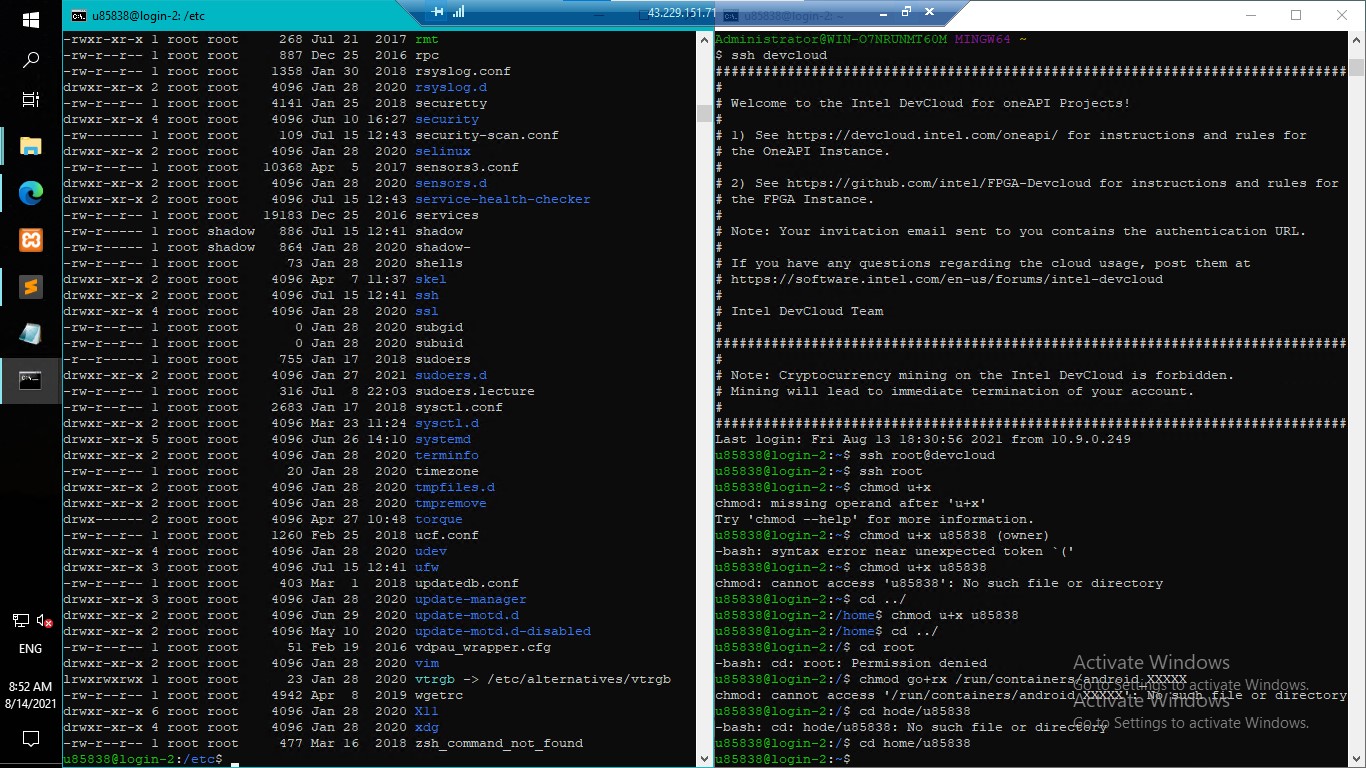 u85838@login-2: /etc
43.229.151.71
u85838@login-2: ~
-rwxr-xr-x 1 root root 268 Jul 21 2017 rmt
-rw-r--r-- 1 root root 887 Dec 25 2016 rpc
-rw-r--r-- 1 root root 1358 Jan 30 2018 rsyslog.conf
drwxr-xr-x 2 root root 4096 Jan 28 2020 rsyslog.d
-rw-r--r-- 1 root root 4141 Jan 25 2018 securetty
drwxr-xr-x 4 root root 4096 Jun 10 16:27 security
-rw------- 1 root root 109 Jul 15 12:43 security-scan.conf
drwxr-xr-x 2 root root 4096 Jan 28 2020 selinux
-rw-r--r-- 1 root root 10368 Apr 5 2017 sensors3.conf
drwxr-xr-x 2 root root 4096 Jan 28 2020 sensors.d
drwxr-xr-x 2 root root 4096 Jul 15 12:43 service-health-checker
-rw-r--r-- 1 root root 19183 Dec 25 2016 services
-rw-r----- 1 root shadow 886 Jul 15 12:41 shadow
-rw-r----- 1 root shadow 864 Jan 28 2020 shadow-
-rw-r--r-- 1 root root 73 Jan 28 2020 shells
drwxr-xr-x 2 root root 4096 Apr 7 11:37 skel
drwxr-xr-x 2 root root 4096 Jul 15 12:41 ssh
drwxr-xr-x 4 root root 4096 Jan 28 2020 ssl
-rw-r--r-- 1 root root 0 Jan 28 2020 subgid
-rw-r--r-- 1 root root 0 Jan 28 2020 subuid
-r--r----- 1 root root 755 Jan 17 2018 sudoers
drwxr-xr-x 2 root root 4096 Jan 27 2021 sudoers.d
-rw-r--r-- 1 root root 316 Jul 8 22:03 sudoers.lecture
-rw-r--r-- 1 root root 2683 Jan 17 2018 sysctl.conf
drwxr-xr-x 2 root root 4096 Mar 23 11:24 sysctl.d
drwxr-xr-x 5 root root 4096 Jun 26 14:10 systemd
drwxr-xr-x 2 root root 4096 Jan 28 2020 terminfo
-rw-r--r-- 1 root root 20 Jan 28 2020 timezone
drwxr-xr-x 2 root root 4096 Jan 28 2020 tmpfiles.d
drwxr-xr-x 2 root root 4096 Jan 28 2020 tmpremove
drwx------ 2 root root 4096 Apr 27 10:48 torque
-rw-r--r-- 1 root root 1260 Feb 25 2018 ucf.conf
drwxr-xr-x 4 root root 4096 Jan 28 2020 udev
drwxr-xr-x 3 root root 4096 Jul 15 12:41 ufw
-rw-r--r-- 1 root root 403 Mar 1 2018 updatedb.conf
drwxr-xr-x 3 root root 4096 Jan 28 2020 update-manager
drwxr-xr-x 2 root root 4096 Jun 29 2020 update-motd.d
drwxr-xr-x 2 root root 4096 May 10 2020 update-motd.d-disabled
-rw-r--r-- 1 root root 51 Feb 19 2016 vdpau_wrapper.cfg
drwxr-xr-x 2 root root 4096 Jan 28 2020 vim
lrwxrwxrwx 1 root root 23 Jan 28 2020 vtrgb -> /etc/alternatives/vtrgb
-rw-r--r-- 1 root root 4942 Apr 8 2019 wgetrc
drwxr-xr-x 6 root root 4096 Jan 28 2020 X11
drwxr-xr-x 4 root root 4096 Jan 28 2020 xdg
-rw-r--r-- 1 root root 477 Mar 16 2018 zsh_command_not_found
u85838@login-2:/etc$
Administrator@WIN-O7NRUNMT60M MINGW64 ~
$ ssh devcloud
###############################################################################
#
# Welcome to the Intel DevCloud for oneAPI Projects!
#
# 1) See https://devcloud.intel.com/oneapi/ for instructions and rules for
# the OneAPI Instance.
#
# 2) See https://github.com/intel/FPGA-Devcloud for instructions and rules for
# the FPGA Instance.
#
# Note: Your invitation email sent to you contains the authentication URL.
#
# If you have any questions regarding the cloud usage, post them at
# https://software.intel.com/en-us/forums/intel-devcloud
#
# Intel DevCloud Team
#
###############################################################################
#
# Note: Cryptocurrency mining on the Intel DevCloud is forbidden.
# Mining will lead to immediate termination of your account.
#
###############################################################################
Last login: Fri Aug 13 18:30:56 2021 from 10.9.0.249
u85838@login-2:~$ ssh root@devcloud
u85838@login-2:~$ ssh root
u85838@login-2:~$ chmod u+x
chmod: missing operand after 'u+x'
Try 'chmod --help' for more information.
u85838@login-2:~$ chmod u+x u85838 (owner)
-bash: syntax error near unexpected token `('
u85838@login-2:~$ chmod u+x u85838
chmod: cannot access 'u85838': No such file or directory
u85838@login-2:~$ cd ../
u85838@login-2:/home$ chmod u+x u85838
u85838@login-2:/home$ cd ../
u85838@login-2:/$ cd root
-bash: cd: root: Permission denied
u85838@login-2:/$ chmod go+rx /run/containers/android_XXXXX
chmod: cannot access '/run/containers/android_XXXXX': No such file or directory
u85838@login-2:/$ cd hode/u85838
-bash: cd: hode/u85838: No such file or directory
u85838@login-2:/$ cd home/u85838
u85838@login-2:~$
Activate Windows
Go to Settings to activate Windows.
Activate Windows
Go to Settings to activate Windows.
ENG
8:52 AM
8/14/2021